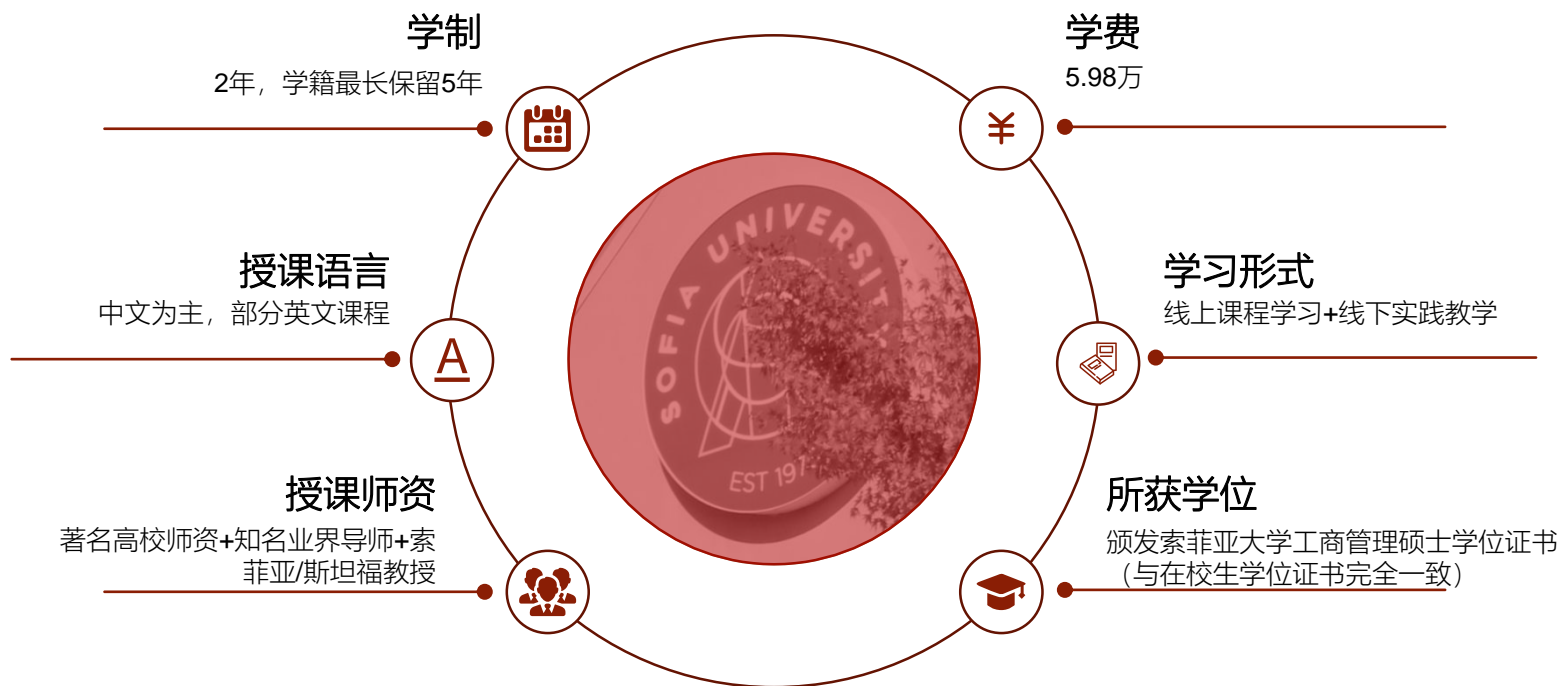 学制
2年，学籍最长保留5年
学费
5.98万
¥
授课语言
中文为主，部分英文课程
A
学习形式
线上课程学习+线下实践教学
SOFIA UNIVERSITY
EST 197
授课师资
著名高校师资+知名业界导师+索
菲亚/斯坦福教授
所获学位
颁发索菲亚大学工商管理硕士学位证书
（与在校生学位证书完全一致）